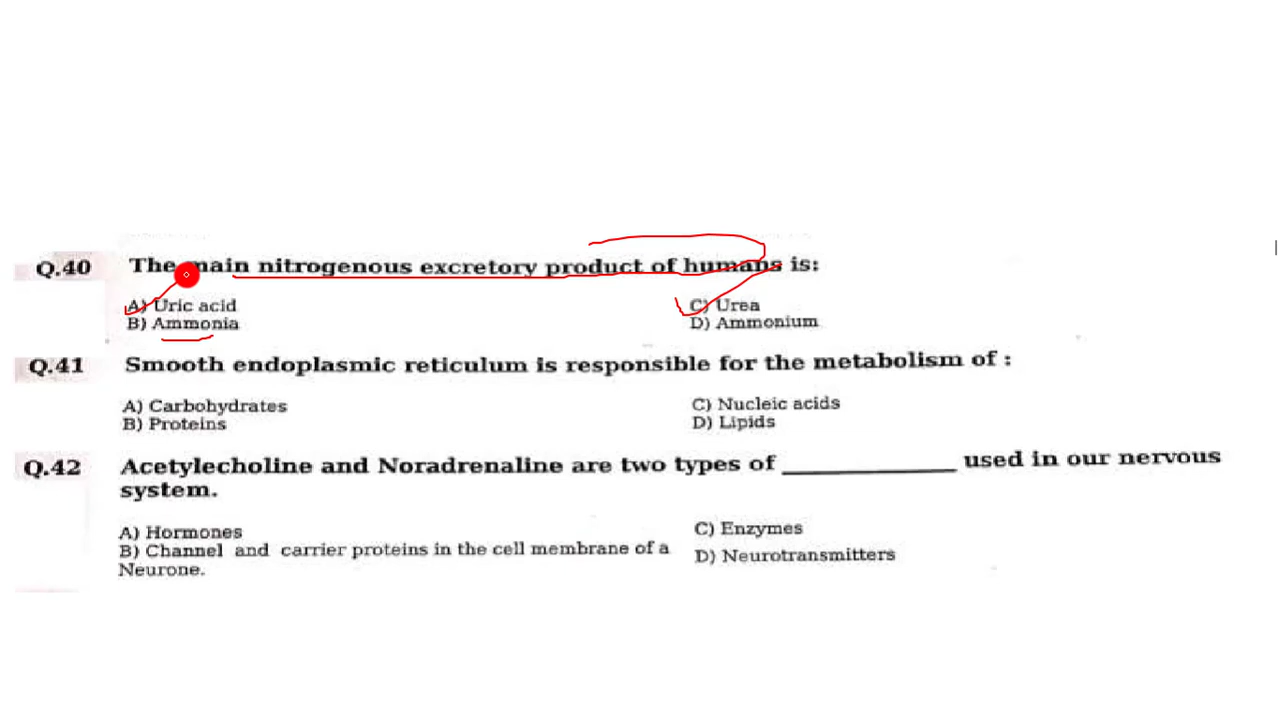 Q.40 The main nitrogenous excretory product of humans is:
A) Uric acid C) Urea
B) Ammonia D) Ammonium
Q.41 Smooth endoplasmic reticulum is responsible for the metabolism of :
A) Carbohydrates C) Nucleic acids
B) Proteins D) Lipids
Q.42 Acetylecholine and Noradrenaline are two types of ____________ used in our nervous
system.
A) Hormones C) Enzymes
B) Channel and carrier proteins in the cell membrane of a D) Neurotransmitters
Neurone.